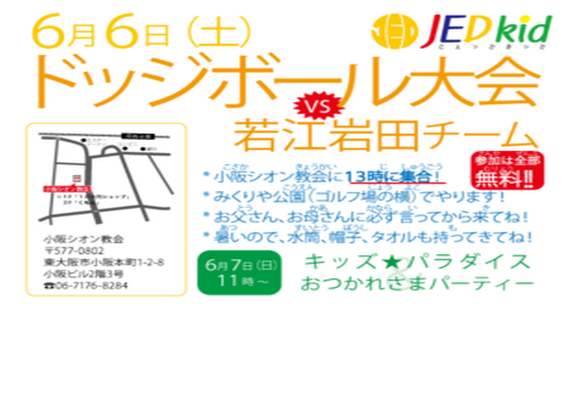 6月6日（土）
JEDkid
じぇっどきっど
ドッジボール大会
VS
若江岩田チーム
参加は全部
無料!!
＊小阪シオン教会に13時に集合!
＊みくりや公園（ゴルフ場の横）でやります!
＊お父さん、お母さんに必ず言ってから来てね!
＊暑いので、水筒、帽子、タオルも持ってきてね!
小阪シオン教会
〒577-0802
東大阪市小阪本町1-2-8
小阪ビル2階3号
☎06-7176-8284
6月7日（日）
11時～
キッズ★パラダイス
&
おつかれさまパーティー